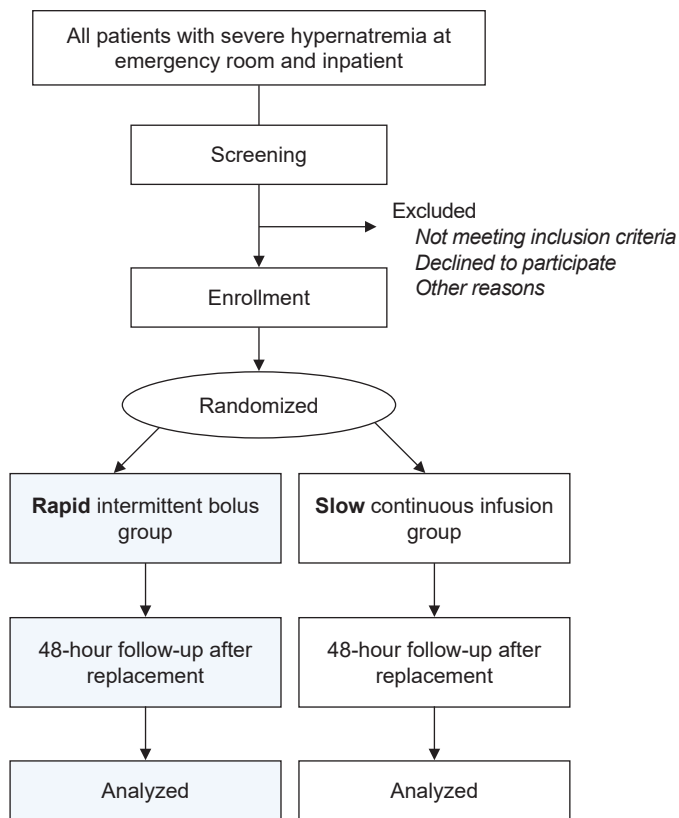 All patients with severe hypernatremia at
emergency room and inpatient
Screening
Excluded
Not meeting inclusion criteria
Declined to participate
Other reasons
Enrollment
Randomized
Rapid intermittent bolus
group
Slow continuous infusion
group
48-hour follow-up after
replacement
48-hour follow-up after
replacement
Analyzed
Analyzed